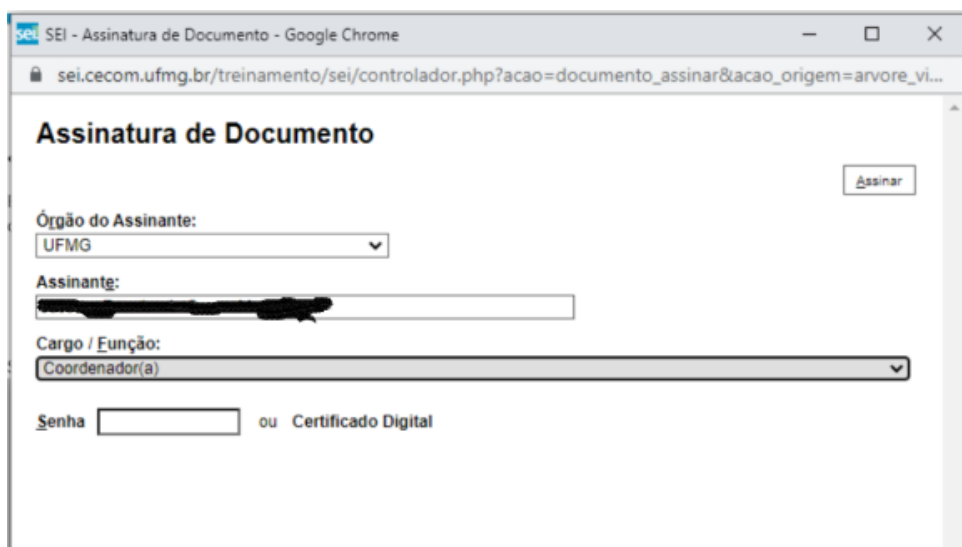 sei SEI - Assinatura de Documento - Google Chrome
sei.cecom.ufmg.br/treinamento/sei/controlador.php?acao=documento_assinar&acao_origem=arvore_vi...
Assinatura de Documento
Assinar
Órgão do Assinante:
UFMG
Assinante:
Cargo / Função:
Coordenador(a)
Senha ou Certificado Digital